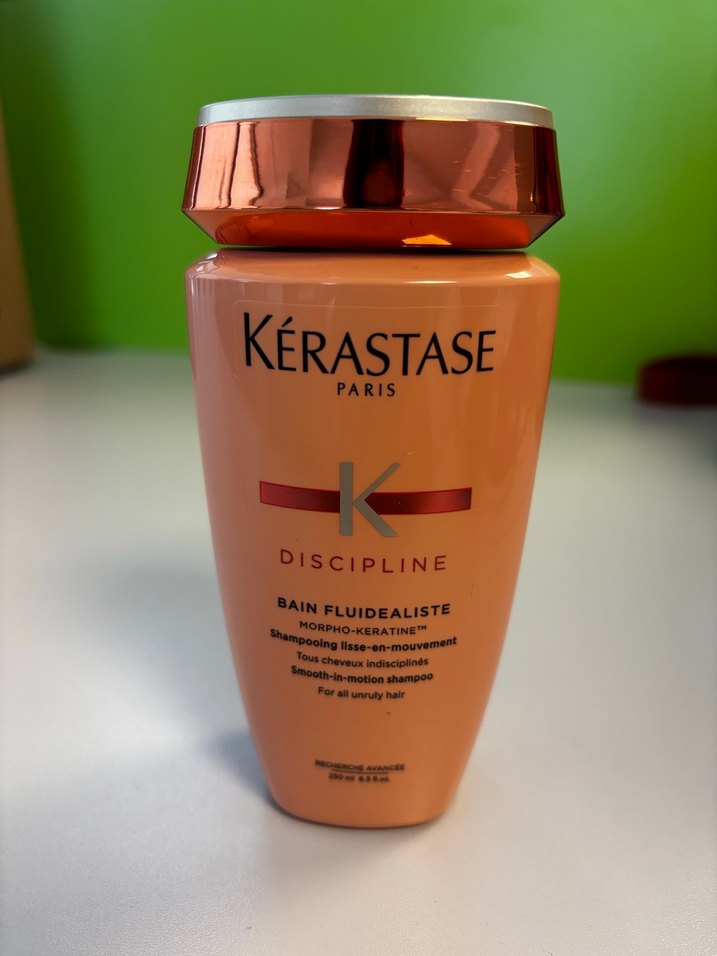 KÉRASTASE
PARIS
K
DISCIPLINE
BAIN FLUIDEALISTE
MORPHO-KERATINE™
Shampooing lisse-en-mouvement
Tous cheveux indisciplinés
Smooth-in-motion shampoo
For all unruly hair
RECHERCHE AVANCÉE
250 ml 8.5 fl.oz.